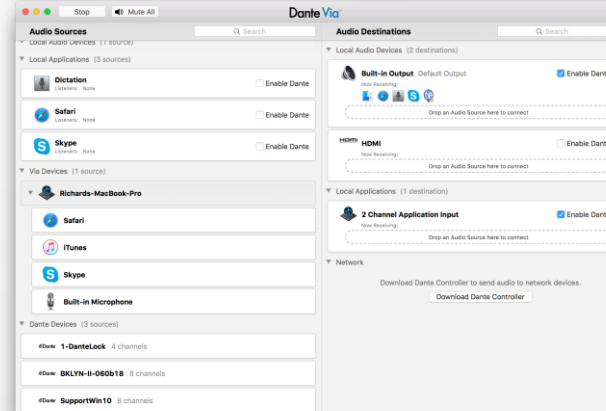 Stop
Mute All
Dante Via
Audio Sources
Search
Local Audio Devices (1 source)
Local Applications (3 sources)
Dictation
Listeners: None
Enable Dante
Safari
Listeners: None
Enable Dante
Skype
Listeners: None
Enable Dante
Via Devices (1 source)
Richards-MacBook-Pro
Safari
iTunes
Skype
Built-in Microphone
Dante Devices (3 sources)
Dante 1-DanteLock 4 channels
Dante BKLYN-II-060b18 8 channels
Dante SupportWin10 8 channels
Audio Destinations
Search
Local Audio Devices (2 destinations)
Built-in Output Default Output
Enable Dant
Now Receiving:
Drop an Audio Source here to connect
HDMI HDMI
Enable Dant
Now Receiving:
Drop an Audio Source here to connect
Local Applications (1 destination)
2 Channel Application Input
Enable Dant
Now Receiving:
Drop an Audio Source here to connect
Network
Download Dante Controller to send audio to network devices.
Download Dante Controller